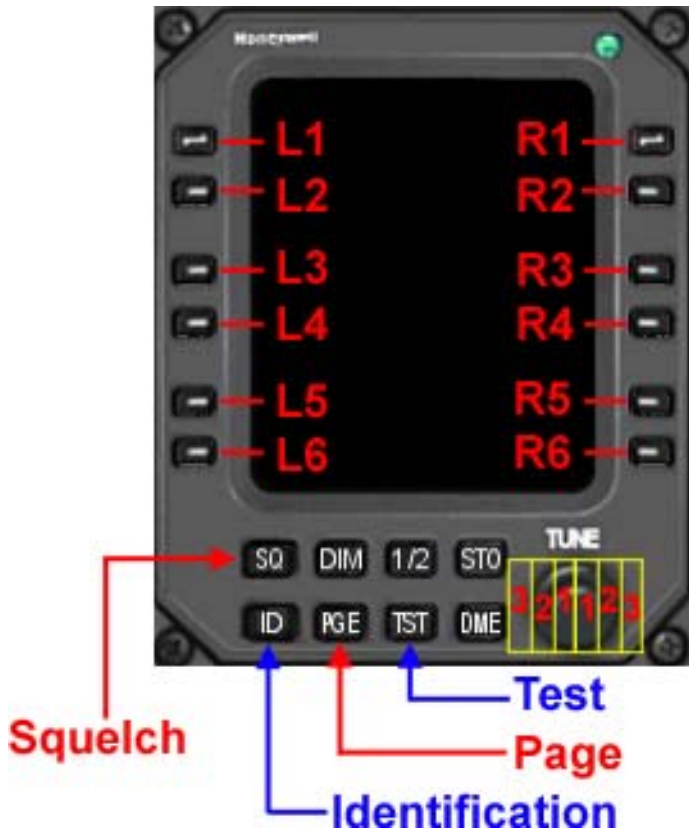 Honeywell
L1 R1
L2 R2
L3 R3
L4 R4
L5 R5
L6 R6
TUNE
SQ DIM 1/2 STO
3 2 1 1 2 3
ID PGE TST DME
Test
Squelch
Page
Identification